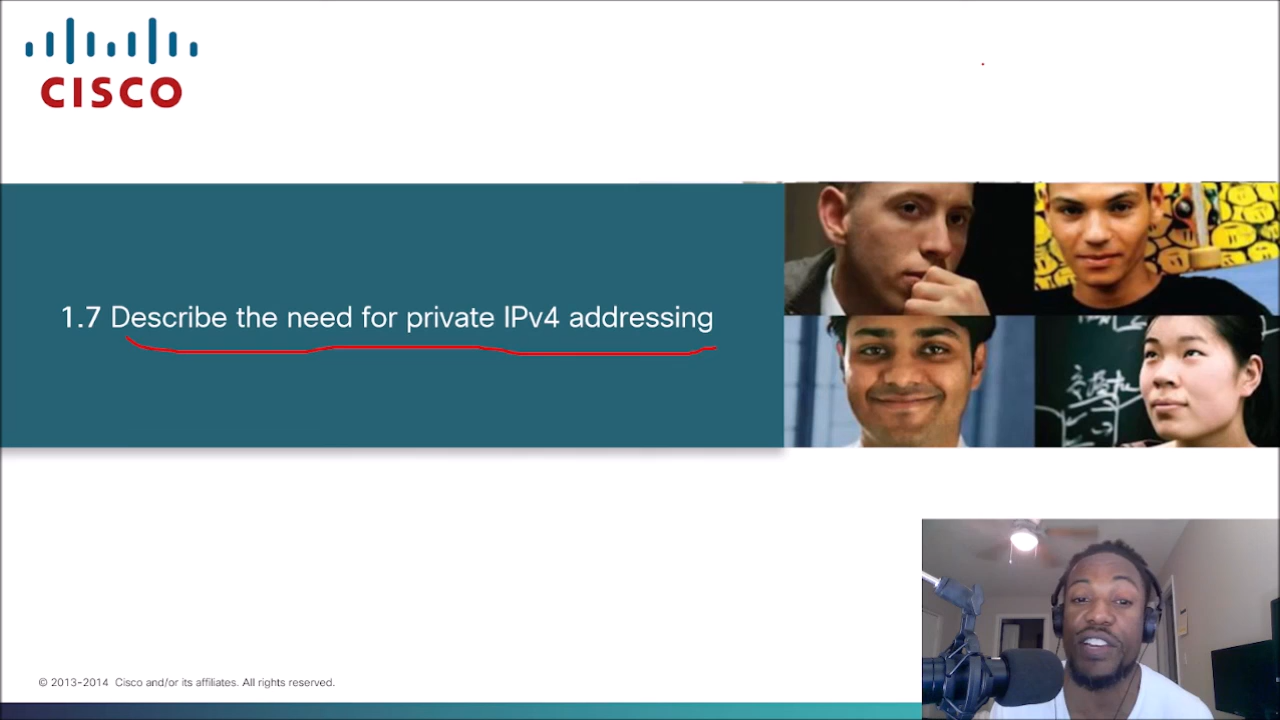 CISCO
1.7 Describe the need for private IPv4 addressing
© 2013-2014 Cisco and/or its affiliates. All rights reserved.